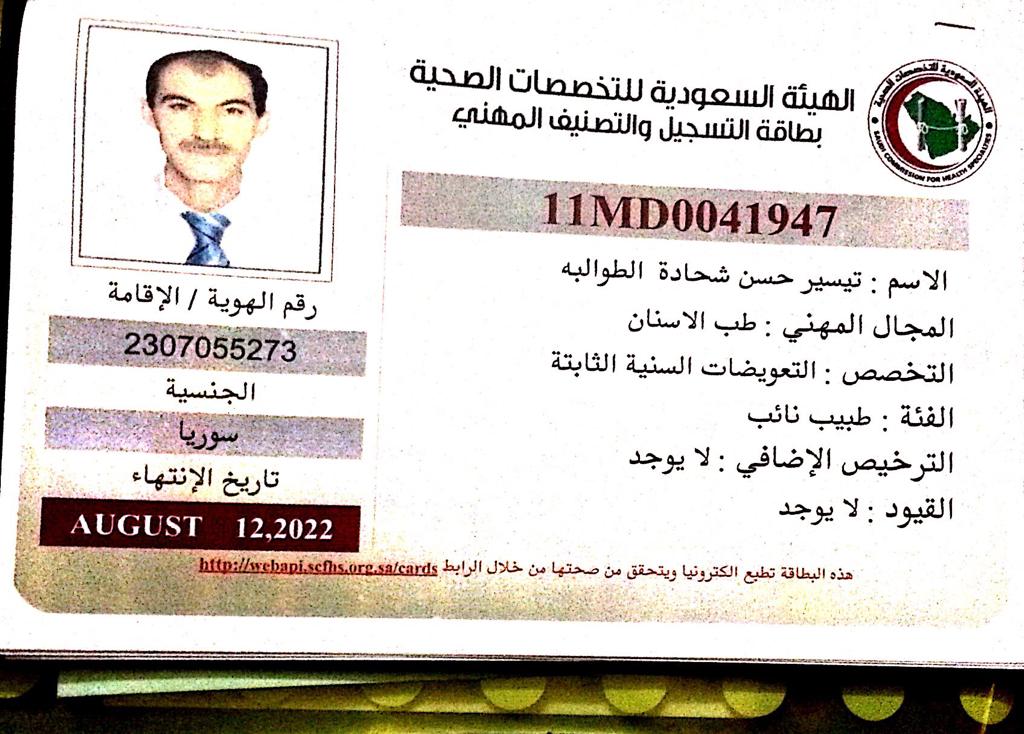 الهيئة السعودية للتخصصات الصحية
بطاقة التسجيل والتصنيف المهني
الهيئة السعودية للتخصصات الصحية
SAUDI COMMISSION FOR HEALTH SPECIALTIES
11MD0041947
الاسم : تيسير حسن شحادة الطوالبه
المجال المهني : طب الاسنان
التخصص : التعويضات السنية الثابتة
الفئة : طبيب نائب
الترخيص الإضافي : لا يوجد
القيود : لا يوجد
رقم الهوية / الإقامة
2307055273
الجنسية
سوريا
تاريخ الإنتهاء
AUGUST 12,2022
هذه البطاقة تطبع الكترونيا ويتحقق من صحتها من خلال الرابط http://webapi.scfhs.org.sa/cards